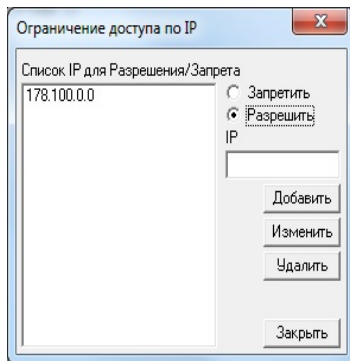 Ограничение доступа по IP
Список IP для Разрешения/Запрета
178.100.0.0
Запретить
Разрешить
IP
Добавить
Изменить
Удалить
Закрыть